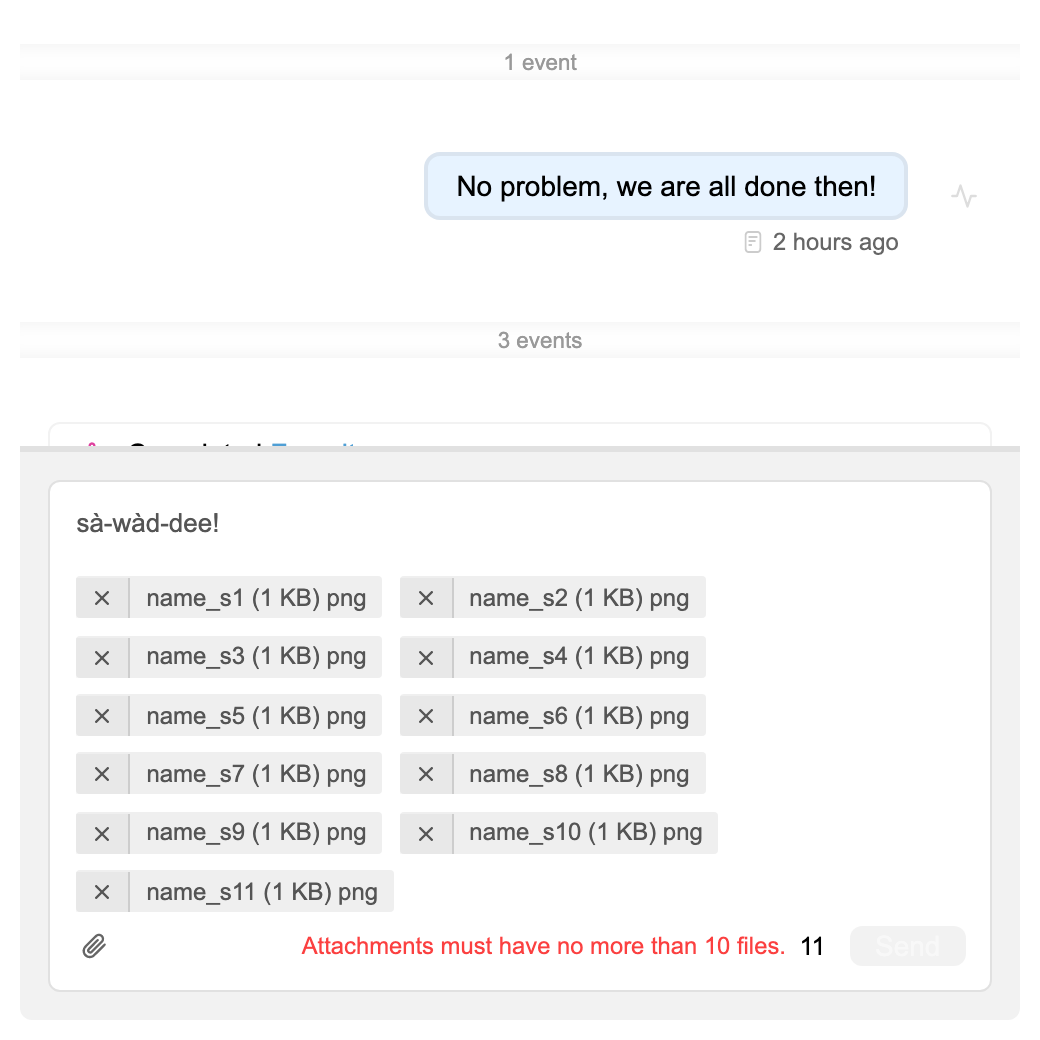 1 event
No problem, we are all done then!
2 hours ago
3 events
sà-wàd-dee!
name_s1 (1 KB) png name_s2 (1 KB) png
name_s3 (1 KB) png name_s4 (1 KB) png
name_s5 (1 KB) png name_s6 (1 KB) png
name_s7 (1 KB) png name_s8 (1 KB) png
name_s9 (1 KB) png name_s10 (1 KB) png
name_s11 (1 KB) png
Attachments must have no more than 10 files. 11 Send